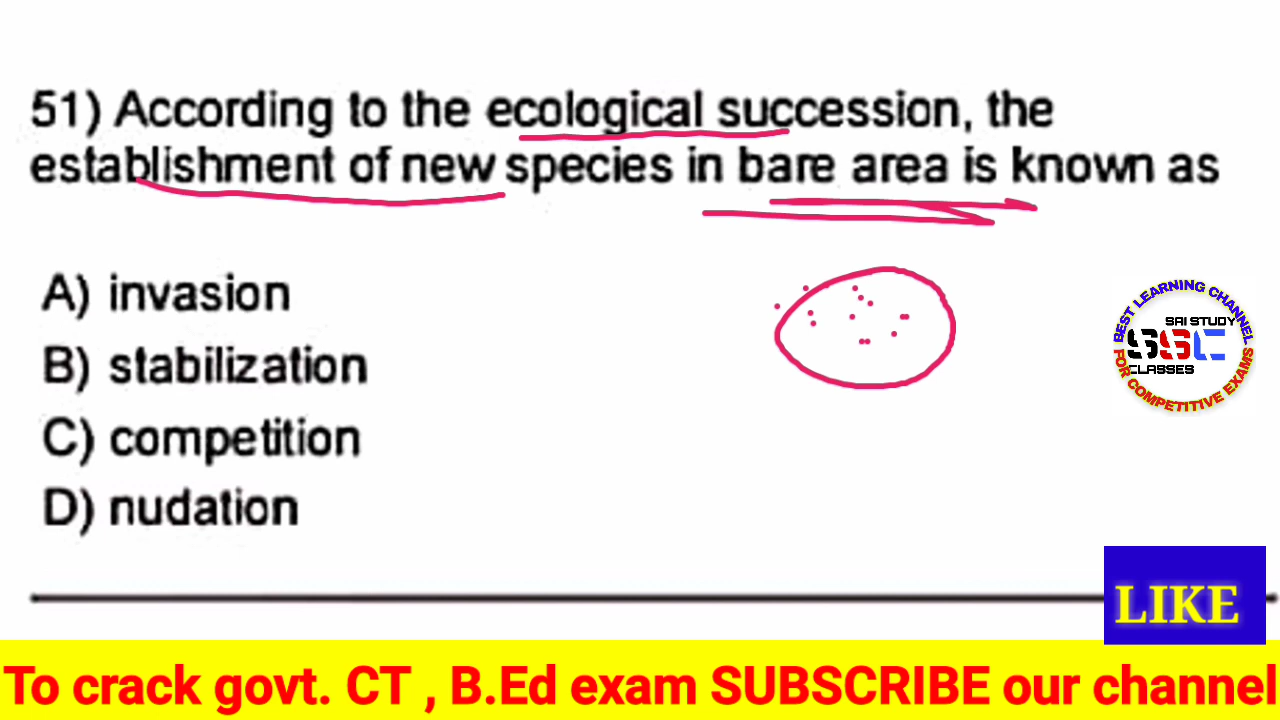 51) According to the ecological succession, the
establishment of new species in bare area is known as
A) invasion
B) stabilization
C) competition
D) nudation
BEST LEARNING CHANNEL
SAI STUDY
SSC
CLASSES
FOR COMPETITIVE EXAMS
LIKE
To crack govt. CT , B.Ed exam SUBSCRIBE our channel